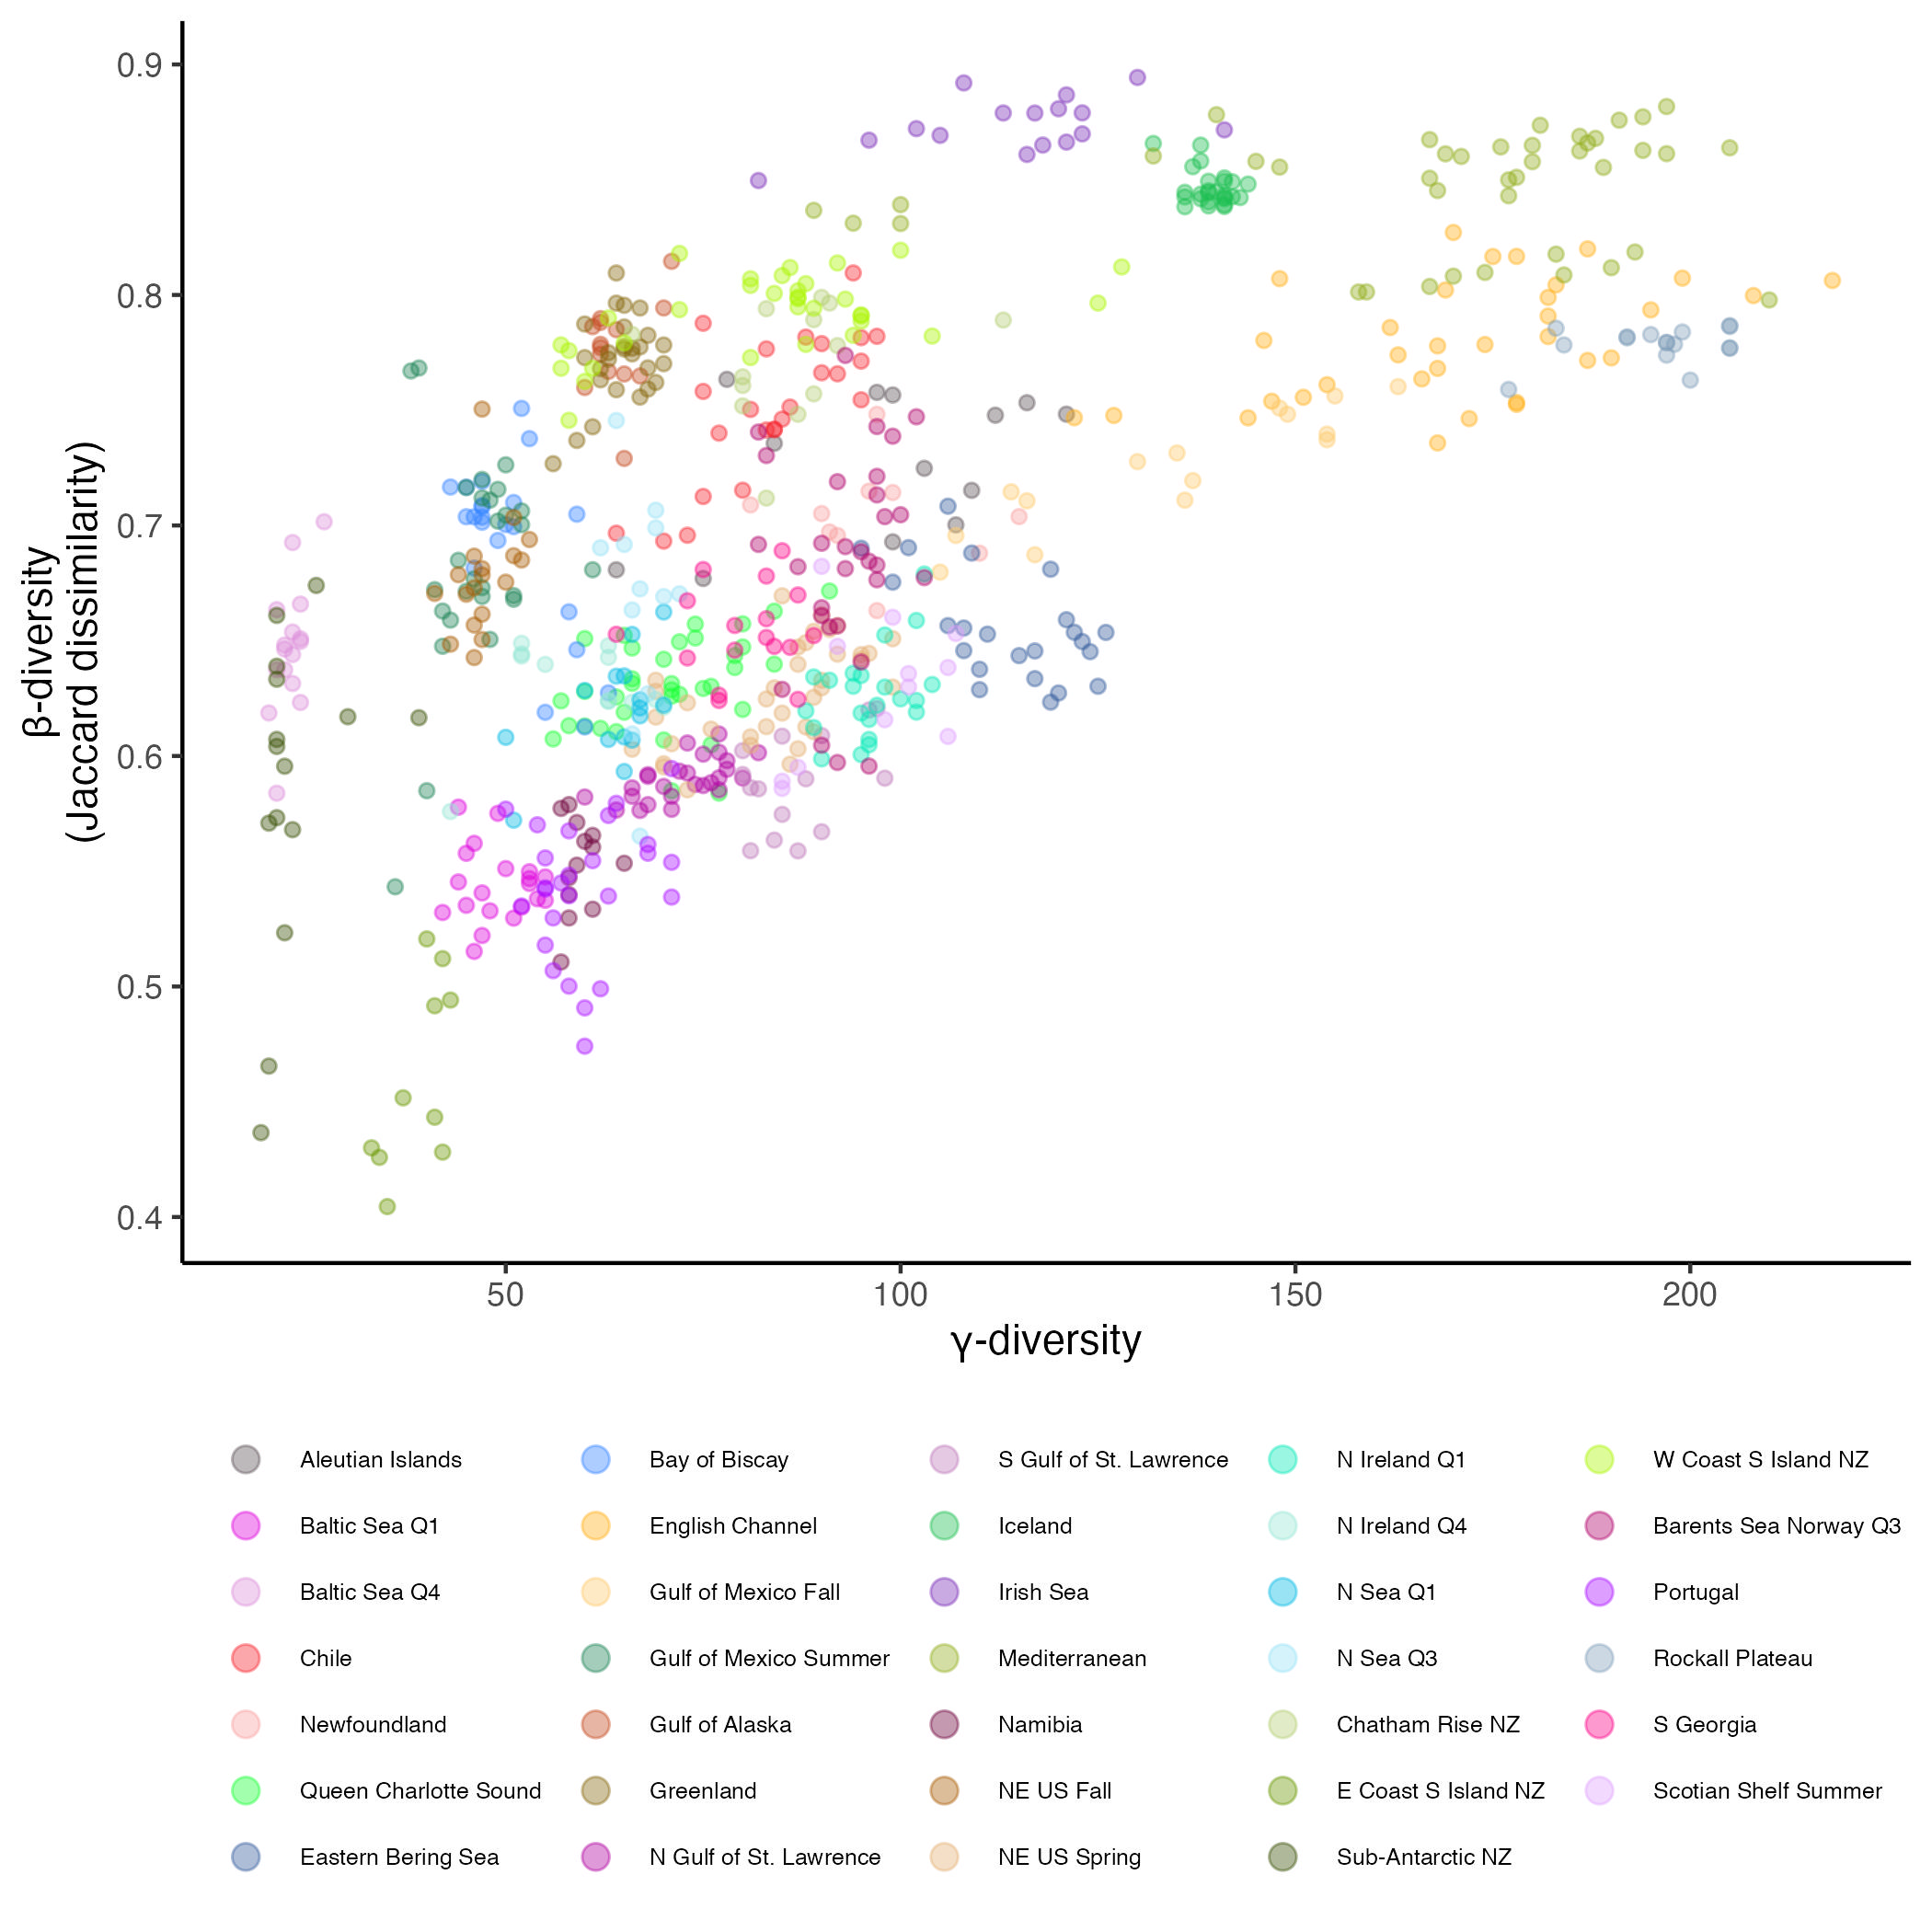 0.9
0.8
0.7
0.6
0.5
0.4
β-diversity
(Jaccard dissimilarity)
50 100 150 200
γ-diversity
Aleutian Islands Bay of Biscay S Gulf of St. Lawrence N Ireland Q1 W Coast S Island NZ
Baltic Sea Q1 English Channel Iceland N Ireland Q4 Barents Sea Norway Q3
Baltic Sea Q4 Gulf of Mexico Fall Irish Sea N Sea Q1 Portugal
Chile Gulf of Mexico Summer Mediterranean N Sea Q3 Rockall Plateau
Newfoundland Gulf of Alaska Namibia Chatham Rise NZ S Georgia
Queen Charlotte Sound Greenland NE US Fall E Coast S Island NZ Scotian Shelf Summer
Eastern Bering Sea N Gulf of St. Lawrence NE US Spring Sub-Antarctic NZ